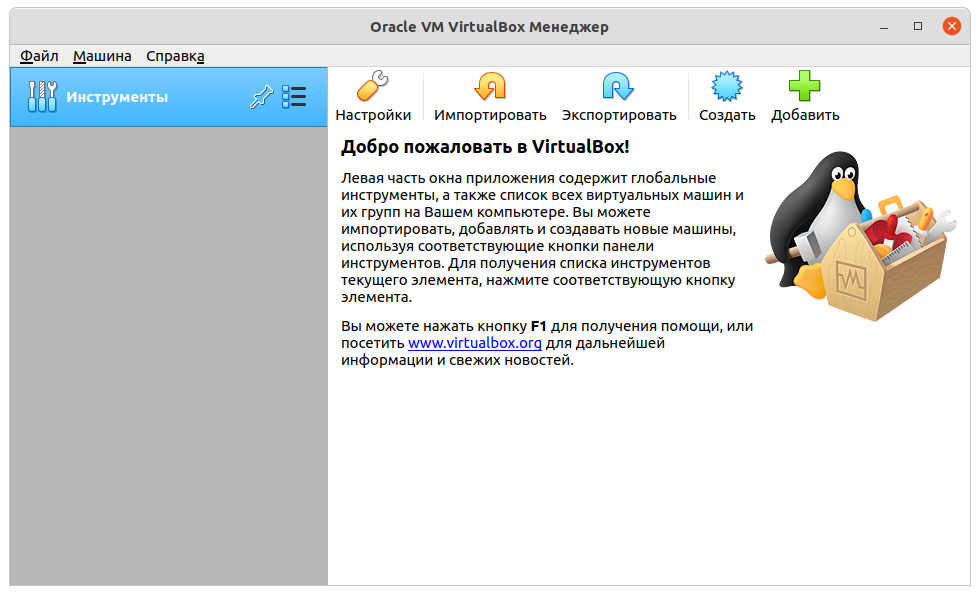 Oracle VM VirtualBox Менеджер
Файл Машина Справка
Инструменты
Настройки Импортировать Экспортировать Создать Добавить
Добро пожаловать в VirtualBox!
Левая часть окна приложения содержит глобальные
инструменты, а также список всех виртуальных машин и
их групп на Вашем компьютере. Вы можете
импортировать, добавлять и создавать новые машины,
используя соответствующие кнопки панели
инструментов. Для получения списка инструментов
текущего элемента, нажмите соответствующую кнопку
элемента.
Вы можете нажать кнопку F1 для получения помощи, или
посетить www.virtualbox.org для дальнейшей
информации и свежих новостей.